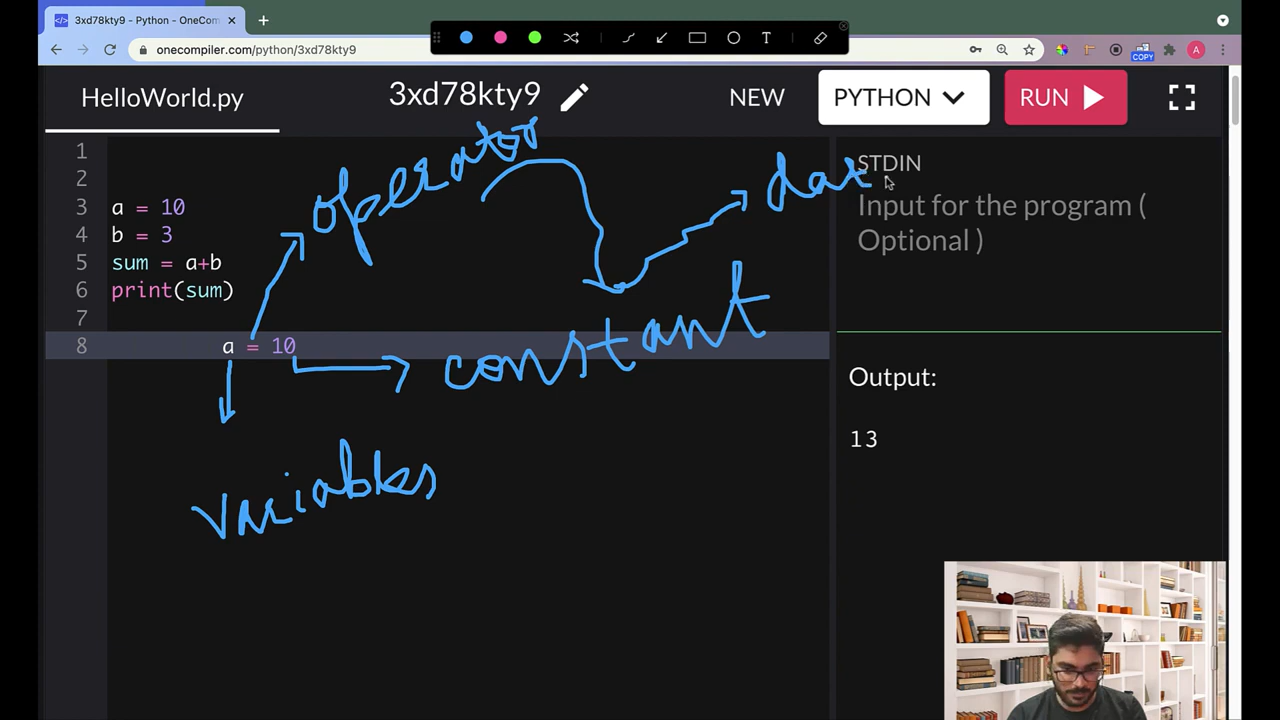 3xd78kty9 - Python - OneCom
onecompiler.com/python/3xd78kty9
T
COPY
A
HelloWorld.py
3xd78kty9
NEW
PYTHON
RUN
1
2
3 a = 10
4 b = 3
5 sum = a+b
6 print(sum)
7
8 a = 10
operator
dat
constant
variables
STDIN
Input for the program (
Optional )
Output:
13